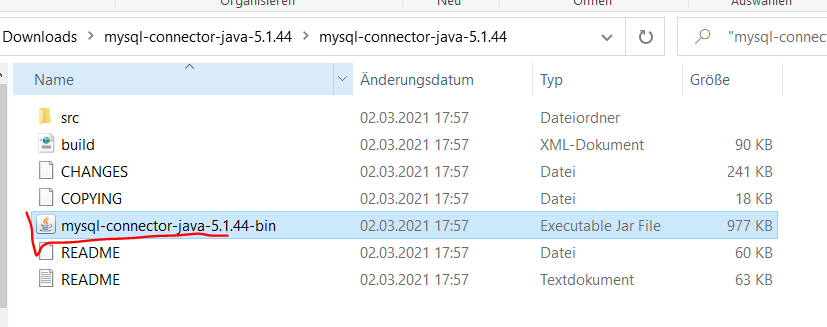 Organisieren Neu Öffnen Auswählen
Downloads mysql-connector-java-5.1.44 mysql-connector-java-5.1.44 "mysql-connec
Name Änderungsdatum Typ Größe
src 02.03.2021 17:57 Dateiordner
build 02.03.2021 17:57 XML-Dokument 90 KB
CHANGES 02.03.2021 17:57 Datei 241 KB
COPYING 02.03.2021 17:57 Datei 18 KB
mysql-connector-java-5.1.44-bin 02.03.2021 17:57 Executable Jar File 977 KB
README 02.03.2021 17:57 Datei 60 KB
README 02.03.2021 17:57 Textdokument 63 KB